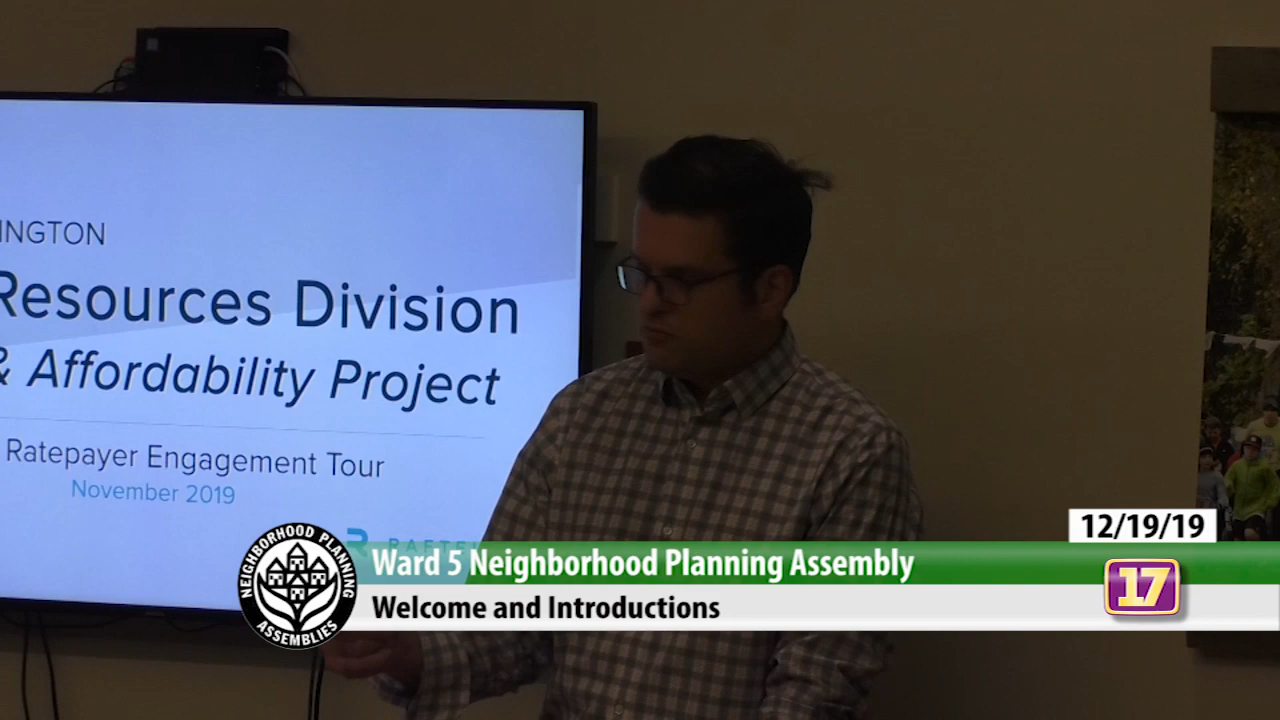 INGTON
Resources Division
& Affordability Project
Ratepayer Engagement Tour
November 2019
NEIGHBORHOOD PLANNING
ASSEMBLIES
12/19/19
Ward 5 Neighborhood Planning Assembly
17
Welcome and Introductions